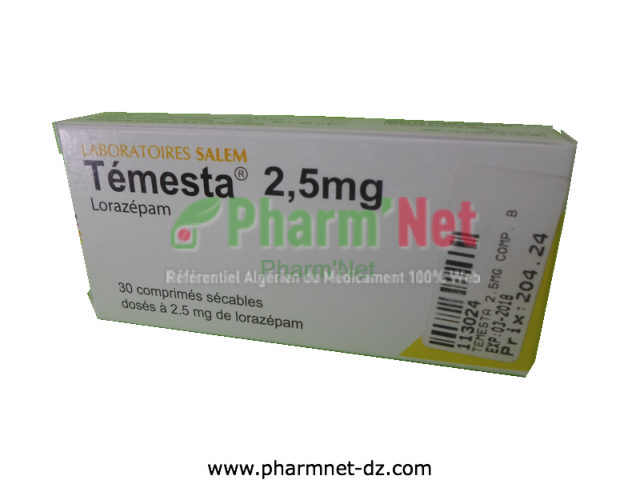 LABORATOIRES SALEM
Témesta® 2,5mg
Lorazépam
Pharm'Net
Pharm'Net
Référentiel Algérien du Médicament 100% Web
30 comprimés sécables
dosés à 2.5 mg de lorazépam
113024
TEMESTA 2.5MG COMP. B
EXP:03-2018
Prix:204.24
www.pharmnet-dz.com